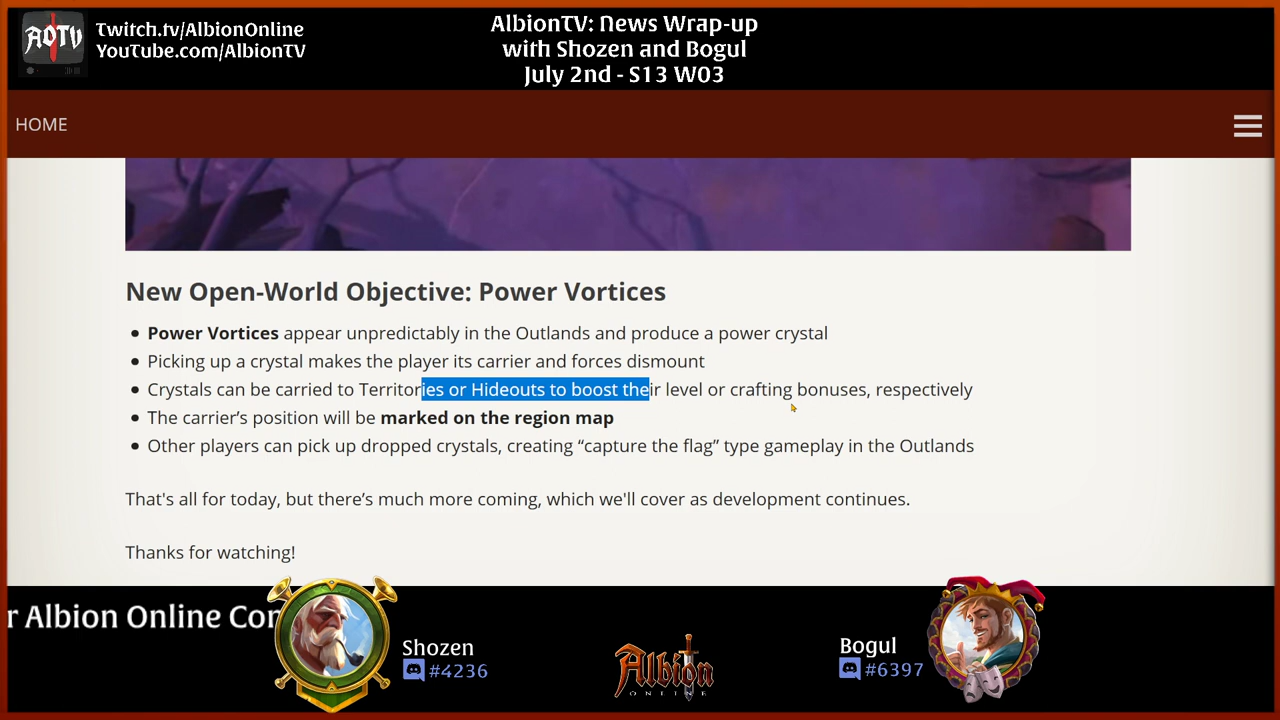 AOTV
Twitch.tv/AlbionOnline
YouTube.com/AlbionTV
AlbionTV: News Wrap-up
with Shozen and Bogul
July 2nd - S13 W03
HOME
New Open-World Objective: Power Vortices
• Power Vortices appear unpredictably in the Outlands and produce a power crystal
• Picking up a crystal makes the player its carrier and forces dismount
• Crystals can be carried to Territories or Hideouts to boost their level or crafting bonuses, respectively
• The carrier’s position will be marked on the region map
• Other players can pick up dropped crystals, creating “capture the flag” type gameplay in the Outlands
That's all for today, but there’s much more coming, which we'll cover as development continues.
Thanks for watching!
r Albion Online Con
Shozen
#4236
Albion
ONLINE
Bogul
#6397